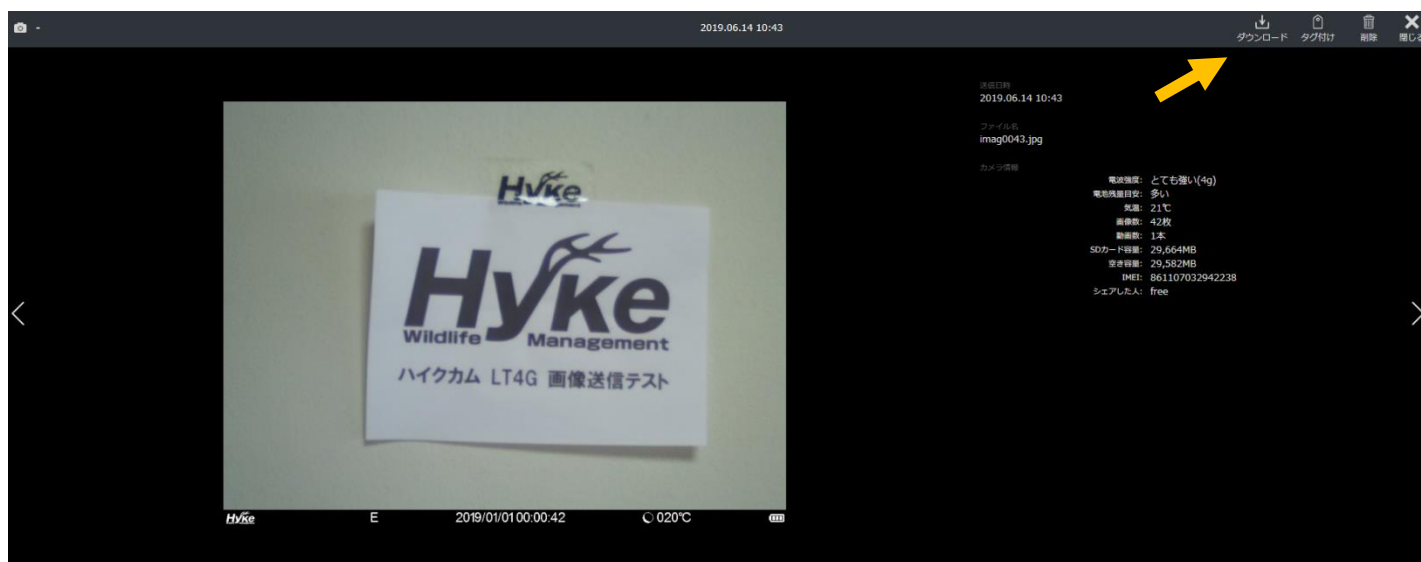 -
2019.06.14 10:43
ダウンロード
タグ付け
削除
閉じる
送信日時
2019.06.14 10:43
ファイル名
imag0043.jpg
カメラ情報
電波強度: とても強い(4g)
電池残量目安: 多い
気温: 21℃
画像数: 42枚
動画数: 1本
SDカード容量: 29,664MB
空き容量: 29,582MB
IMEI: 861107032942238
シェアした人: free
Hyke
Hyke
Wildlife Management
ハイクカム LT4G 画像送信テスト
Hyke E 2019/01/01 00:00:42 020℃